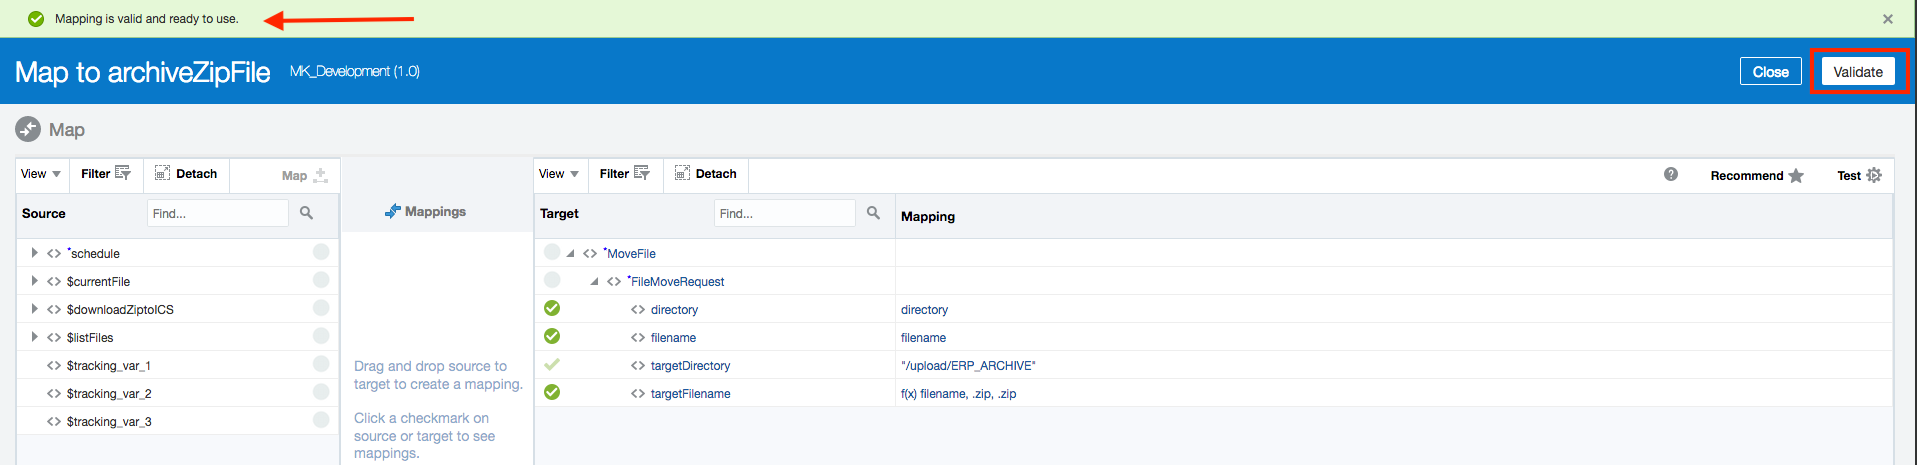 Mapping is valid and ready to use.
Map to archiveZipFile MK_Development (1.0) Close Validate
Map
View Filter Detach Map
View Filter Detach Recommend Test
Source Find... Mappings Target Find... Mapping
*schedule *MoveFile
$currentFile *FileMoveRequest
$downloadZiptoICS directory directory
$listFiles filename filename
$tracking_var_1 targetDirectory "/upload/ERP_ARCHIVE"
$tracking_var_2 targetFilename f(x) filename, .zip, .zip
$tracking_var_3
Drag and drop source to
target to create a mapping.
Click a checkmark on
source or target to see
mappings.